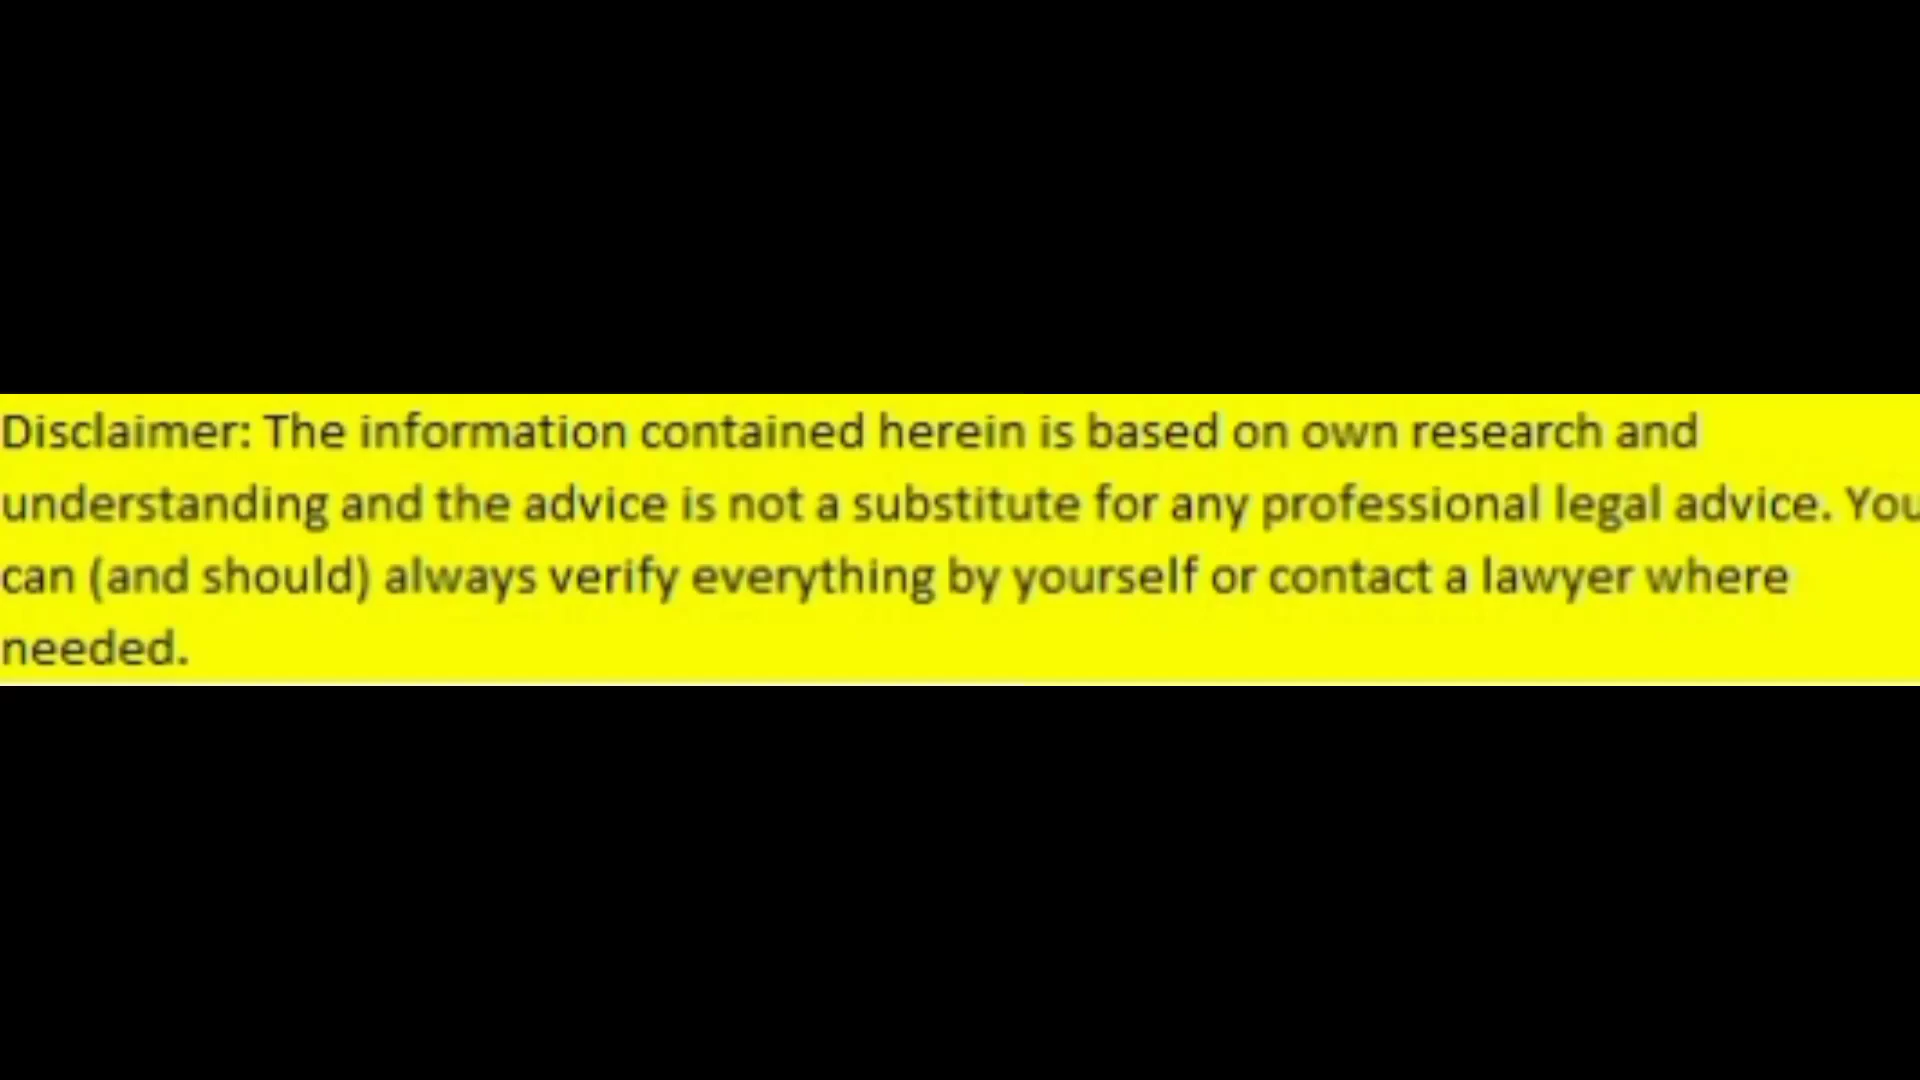 Disclaimer: The information contained herein is based on own research and
understanding and the advice is not a substitute for any professional legal advice. You
can (and should) always verify everything by yourself or contact a lawyer where
needed.